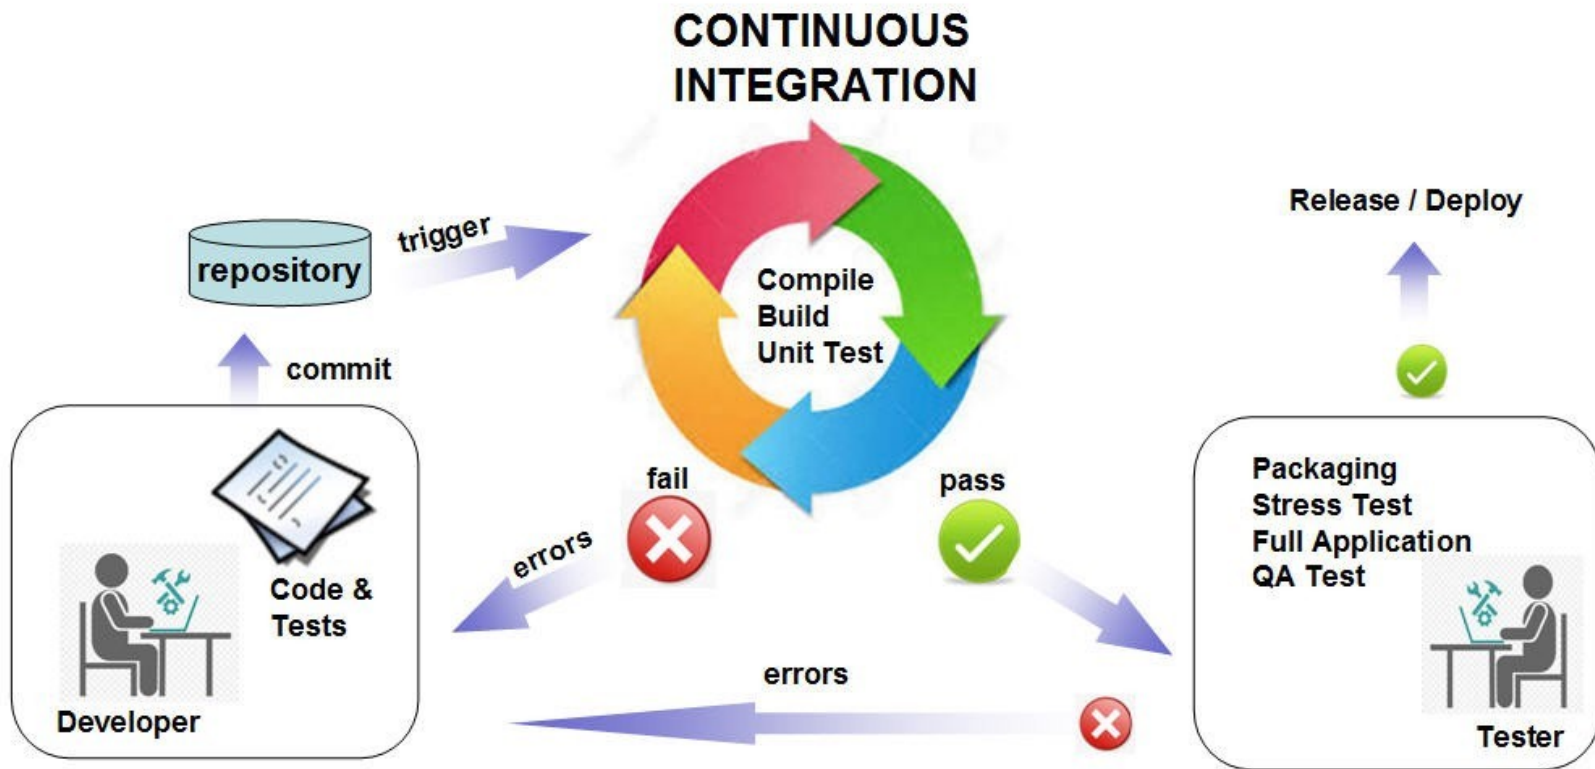 CONTINUOUS
INTEGRATION
repository
trigger
commit
Compile
Build
Unit Test
Release / Deploy
fail
pass
errors
Code &
Tests
Developer
errors
Packaging
Stress Test
Full Application
QA Test
Tester